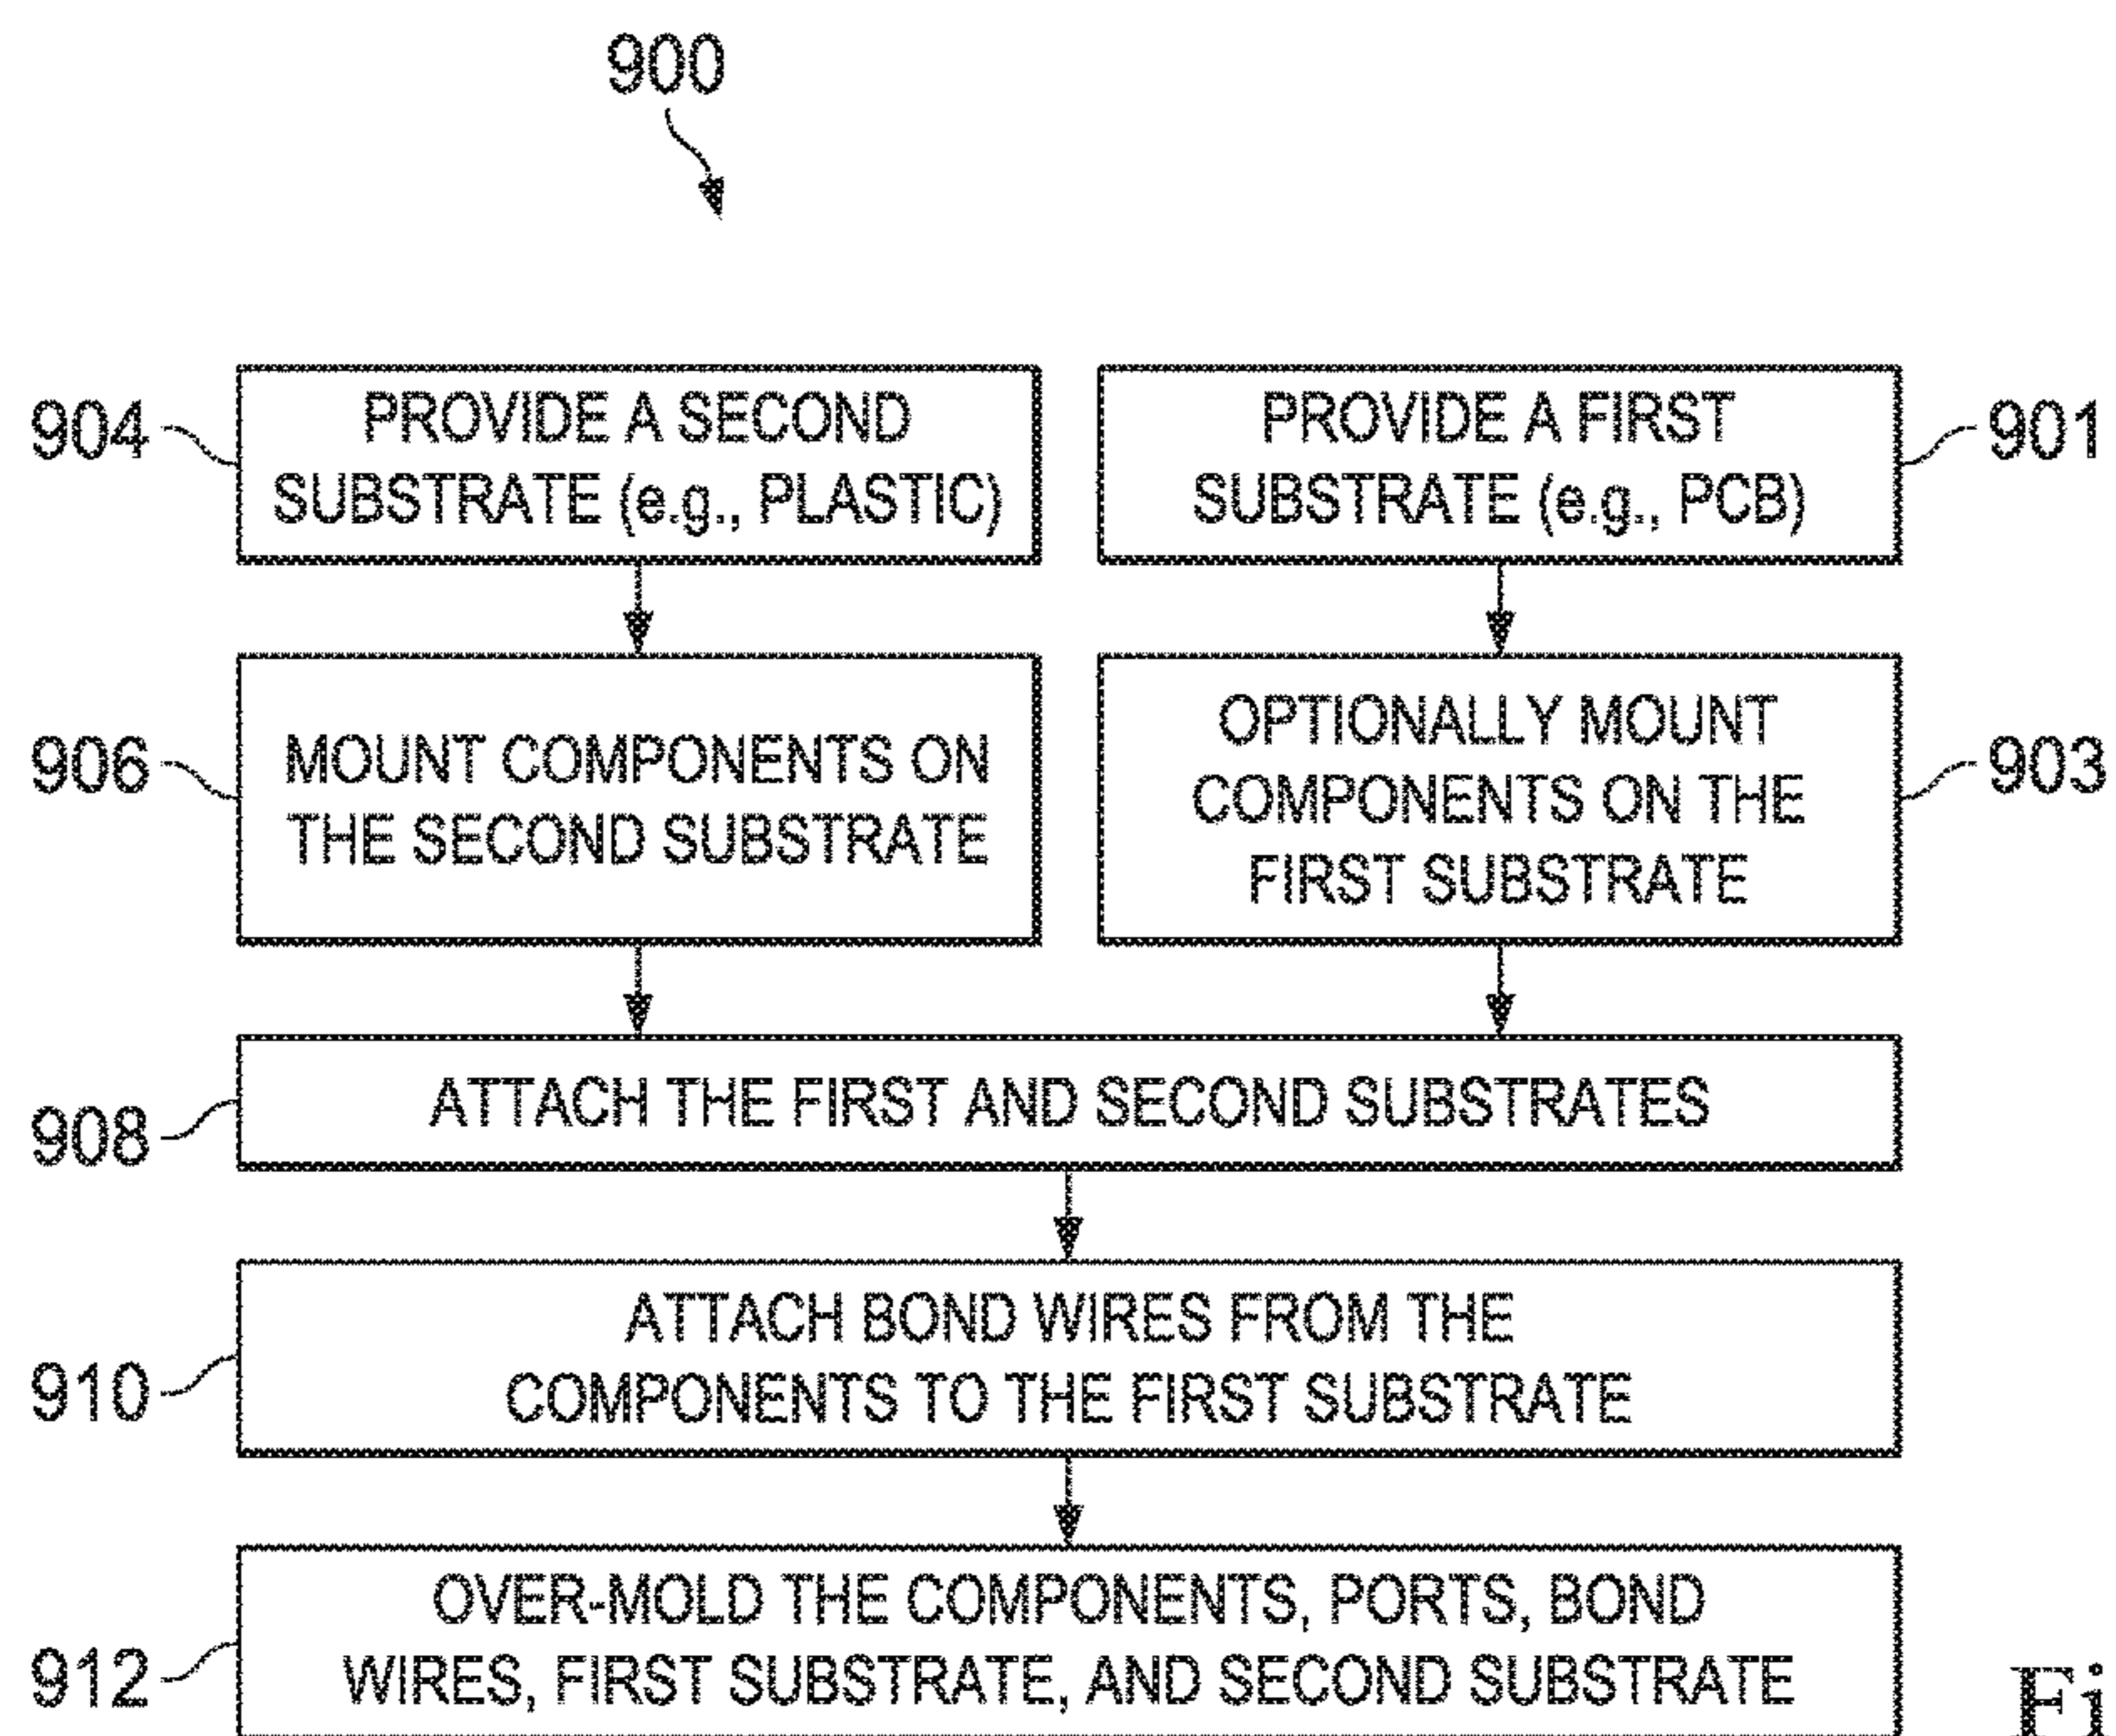 900
904
PROVIDE A SECOND
SUBSTRATE (e.g., PLASTIC)
PROVIDE A FIRST
SUBSTRATE (e.g., PCB)
901
906
MOUNT COMPONENTS ON
THE SECOND SUBSTRATE
OPTIONALLY MOUNT
COMPONENTS ON THE
FIRST SUBSTRATE
903
908
ATTACH THE FIRST AND SECOND SUBSTRATES
910
ATTACH BOND WIRES FROM THE
COMPONENTS TO THE FIRST SUBSTRATE
912
OVER-MOLD THE COMPONENTS, PORTS, BOND
WIRES, FIRST SUBSTRATE, AND SECOND SUBSTRATE